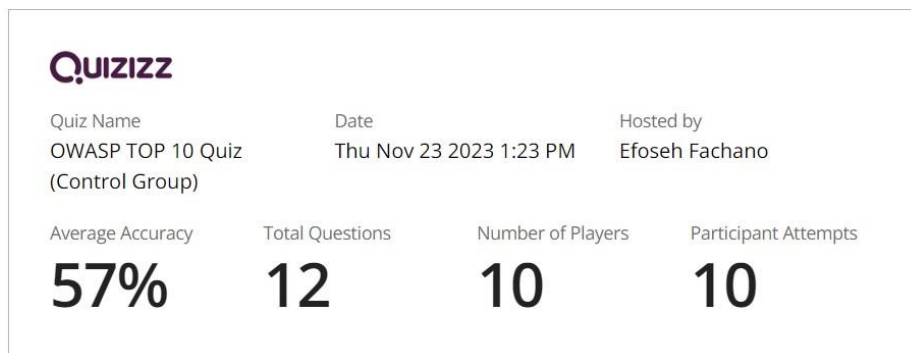 Quizizz
Quiz Name
OWASP TOP 10 Quiz
(Control Group)
Date
Thu Nov 23 2023 1:23 PM
Hosted by
Efoseh Fachano
Average Accuracy
57%
Total Questions
12
Number of Players
10
Participant Attempts
10